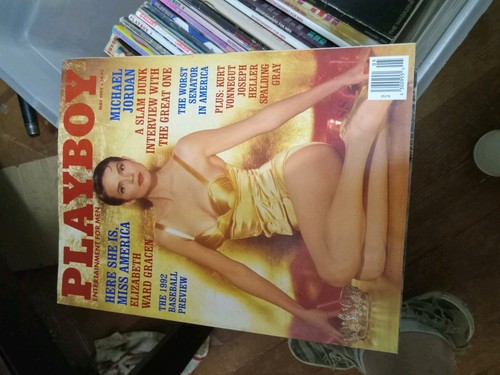 PLAYBOY
ENTERTAINMENT FOR MEN
MICHAEL
JORDAN
A SLAM DUNK
INTERVIEW WITH
THE GREAT ONE
THE WORST
SENATOR
IN AMERICA
PLUS: KURT
VONNEGUT
JOSEPH
HELLER
SPALDING
GRAY
HERE SHE IS,
MISS AMERICA
ELIZABETH
WARD GRACEN
THE 1992
BASEBALL
PREVIEW